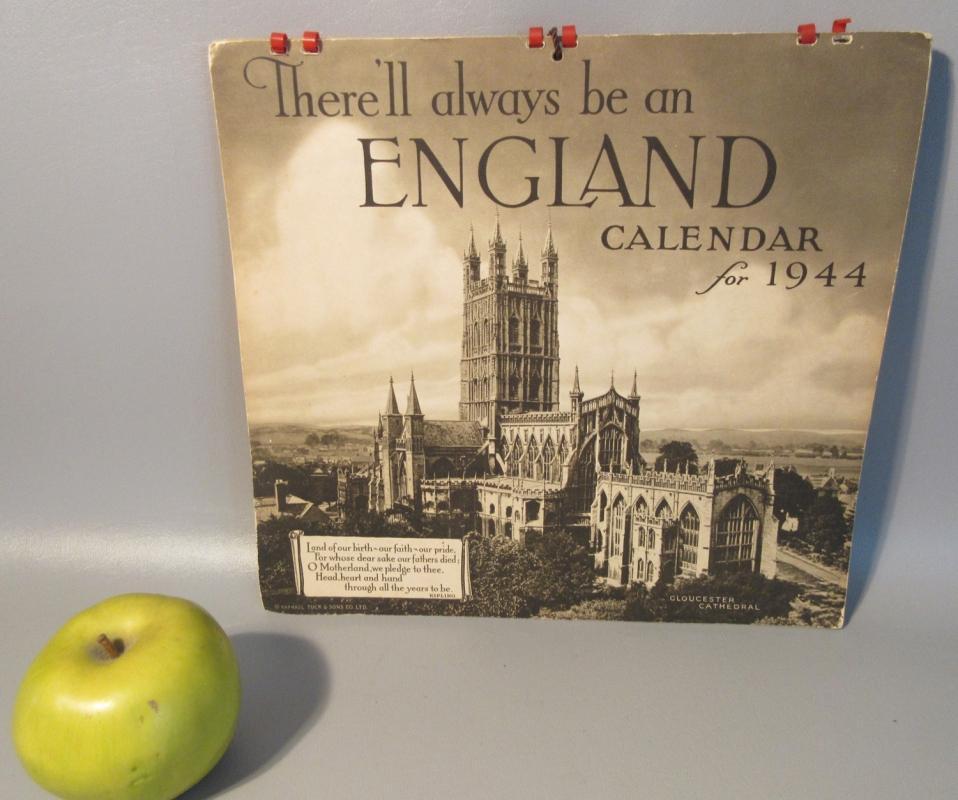 There'll always be an
ENGLAND
CALENDAR
for 1944
Land of our birth~our faith~our pride,
For whose dear sake our fathers died;
O Motherland, we pledge to thee.
Head, heart and hand
through all the years to be.
KIPLING
RAPHAEL TUCK & SONS CO. LTD.
GLOUCESTER
CATHEDRAL